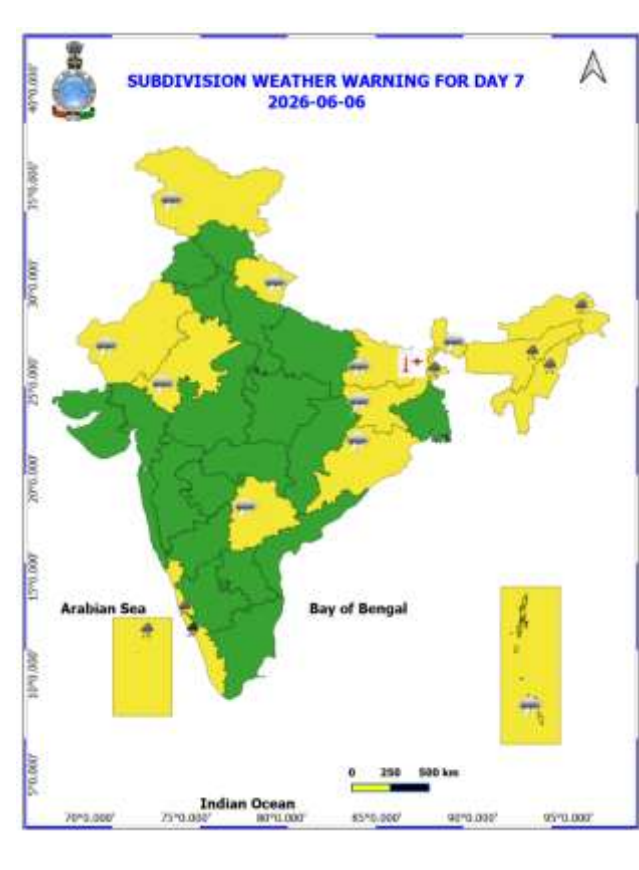 SUBDIVISION WEATHER WARNING FOR DAY 7
2026-06-06
40°0.000'
35°0.000'
30°0.000'
25°0.000'
20°0.000'
15°0.000'
10°0.000'
5°0.000'
Arabian Sea
Bay of Bengal
0 250 500 km
Indian Ocean
70°0.000' 75°0.000' 80°0.000' 85°0.000' 90°0.000' 95°0.000'